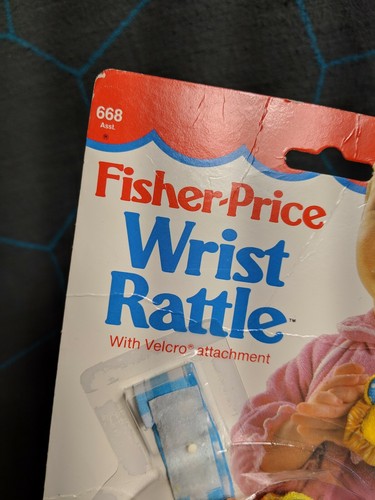 668
Asst.
Fisher-Price
Wrist
Rattle™
With Velcro® attachment